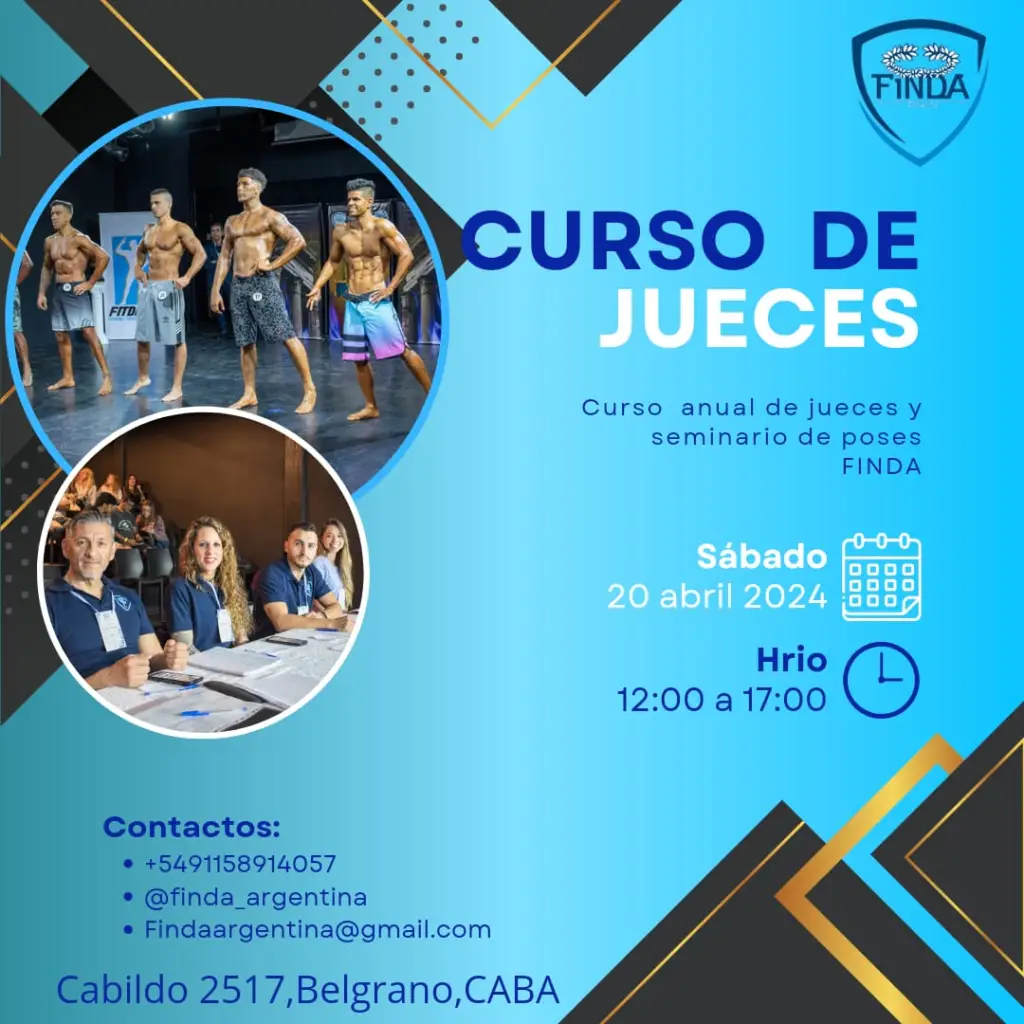 FINDA
CURSO DE
JUECES
Curso anual de jueces y
seminario de poses
FINDA
Sábado
20 abril 2024
Hrio
12:00 a 17:00
Contactos:
• +5491158914057
• @finda_argentina
• Findaargentina@gmail.com
Cabildo 2517,Belgrano,CABA